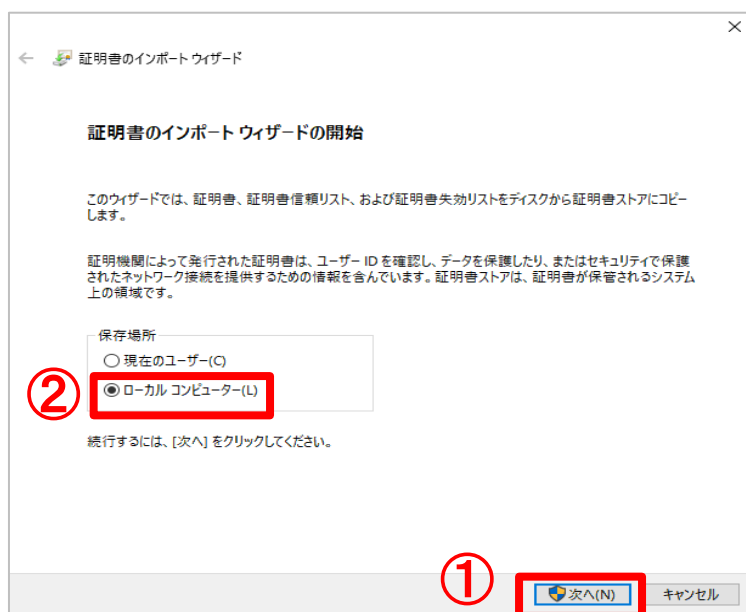 証明書のインポート ウィザード
証明書のインポート ウィザードの開始
このウィザードでは、証明書、証明書信頼リスト、および証明書失効リストをディスクから証明書ストアにコピー
します。
証明機関によって発行された証明書は、ユーザー ID を確認し、データを保護したり、またはセキュリティで保護
されたネットワーク接続を提供するための情報を含んでいます。証明書ストアは、証明書が保管されるシステム
上の領域です。
保存場所
現在のユーザー(C)
② ローカル コンピューター(L)
続行するには、[次へ] をクリックしてください。
① 次へ(N) キャンセル